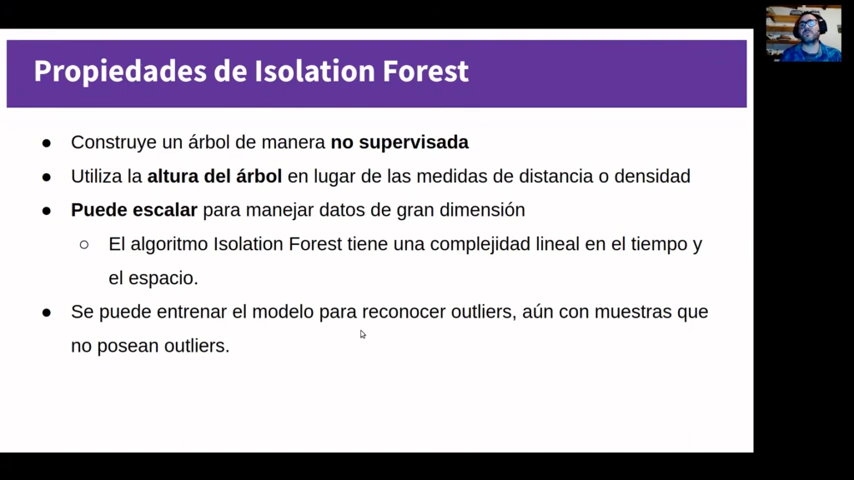 Propiedades de Isolation Forest
● Construye un árbol de manera no supervisada
● Utiliza la altura del árbol en lugar de las medidas de distancia o densidad
● Puede escalar para manejar datos de gran dimensión
○ El algoritmo Isolation Forest tiene una complejidad lineal en el tiempo y
el espacio.
● Se puede entrenar el modelo para reconocer outliers, aún con muestras que
no posean outliers.